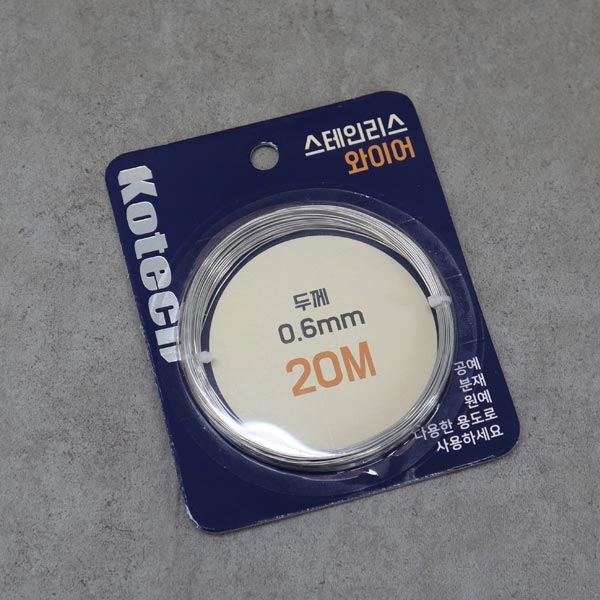 스테인리스
와이어
Kotech
두께
0.6mm
20M
공예
분재
원예
다용한 용도로
사용하세요